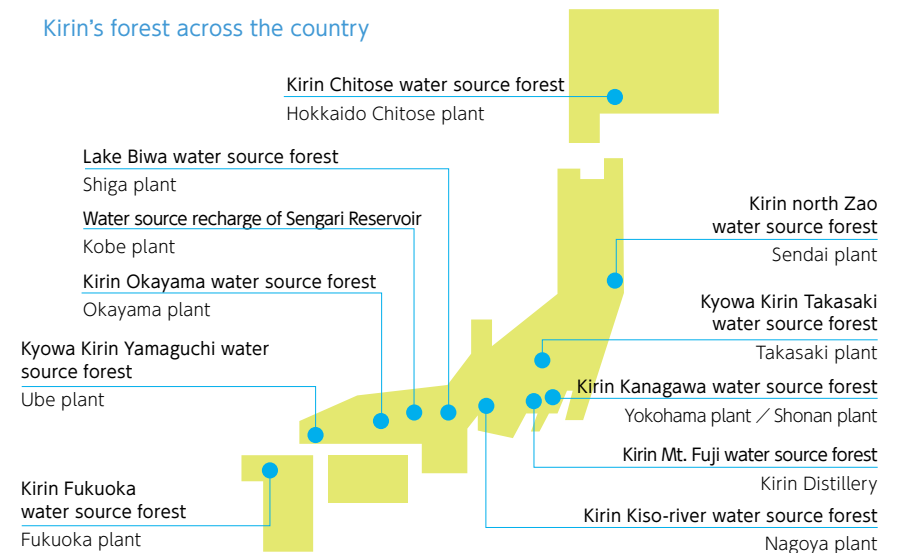 Kirin’s forest across the country
Kirin Chitose water source forest
Hokkaido Chitose plant
Lake Biwa water source forest
Shiga plant
Water source recharge of Sengari Reservoir
Kobe plant
Kirin Okayama water source forest
Okayama plant
Kyowa Kirin Yamaguchi water
source forest
Ube plant
Kirin Fukuoka
water source forest
Fukuoka plant
Kirin north Zao
water source forest
Sendai plant
Kyowa Kirin Takasaki
water source forest
Takasaki plant
Kirin Kanagawa water source forest
Yokohama plant／Shonan plant
Kirin Mt. Fuji water source forest
Kirin Distillery
Kirin Kiso-river water source forest
Nagoya plant